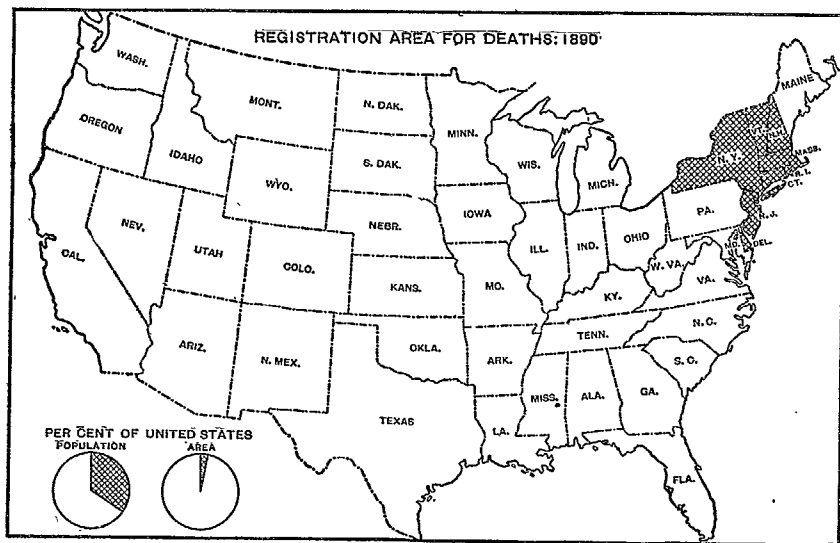 REGISTRATION AREA FOR DEATHS: 1890
WASH.
MONT.
N. DAK.
MINN.
MAINE
OREGON
IDAHO
S. DAK.
WIS.
MICH.
VT.
N.H.
N.Y.
MASS.
R.I.
CT.
WYO.
NEV.
UTAH
NEBR.
IOWA
PA.
N.J.
CAL.
COLO.
KANS.
ILL.
IND.
OHIO
MO.
W. VA.
MD.
DEL.
VA.
KY.
ARIZ.
N. MEX.
OKLA.
ARK.
TENN.
N.C.
S.C.
TEXAS
LA.
MISS.
ALA.
GA.
FLA.
PER CENT OF UNITED STATES
POPULATION
AREA